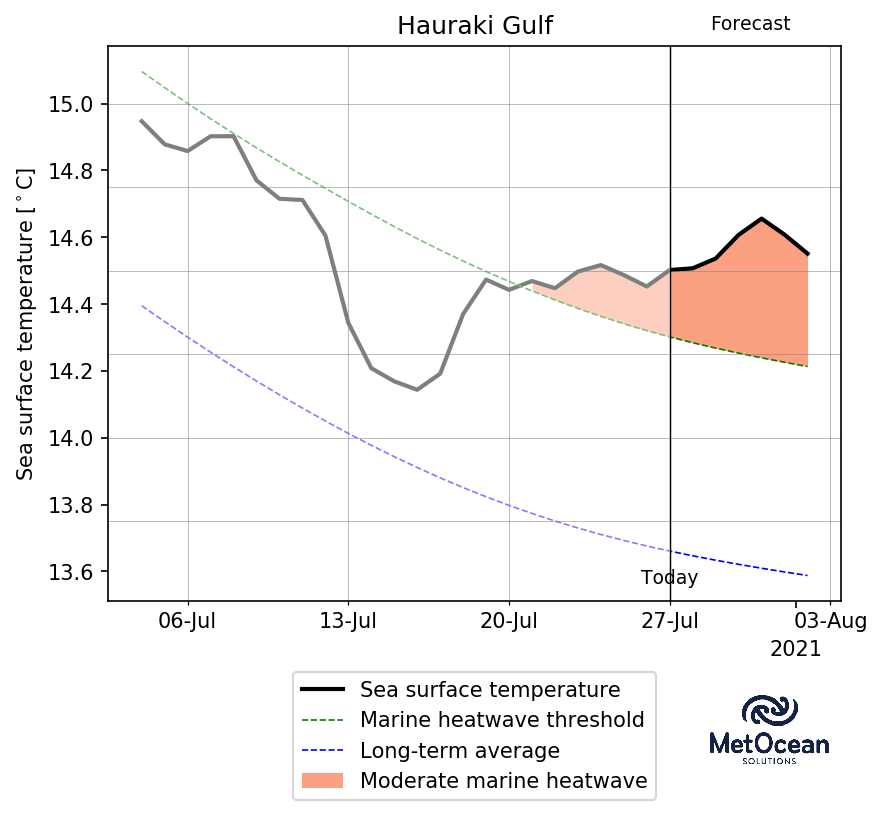 Hauraki Gulf
Forecast
Sea surface temperature [°C]
15.0
14.8
14.6
14.4
14.2
14.0
13.8
13.6
Today
06-Jul
13-Jul
20-Jul
27-Jul
03-Aug
2021
Sea surface temperature
Marine heatwave threshold
Long-term average
Moderate marine heatwave
MetOcean
SOLUTIONS